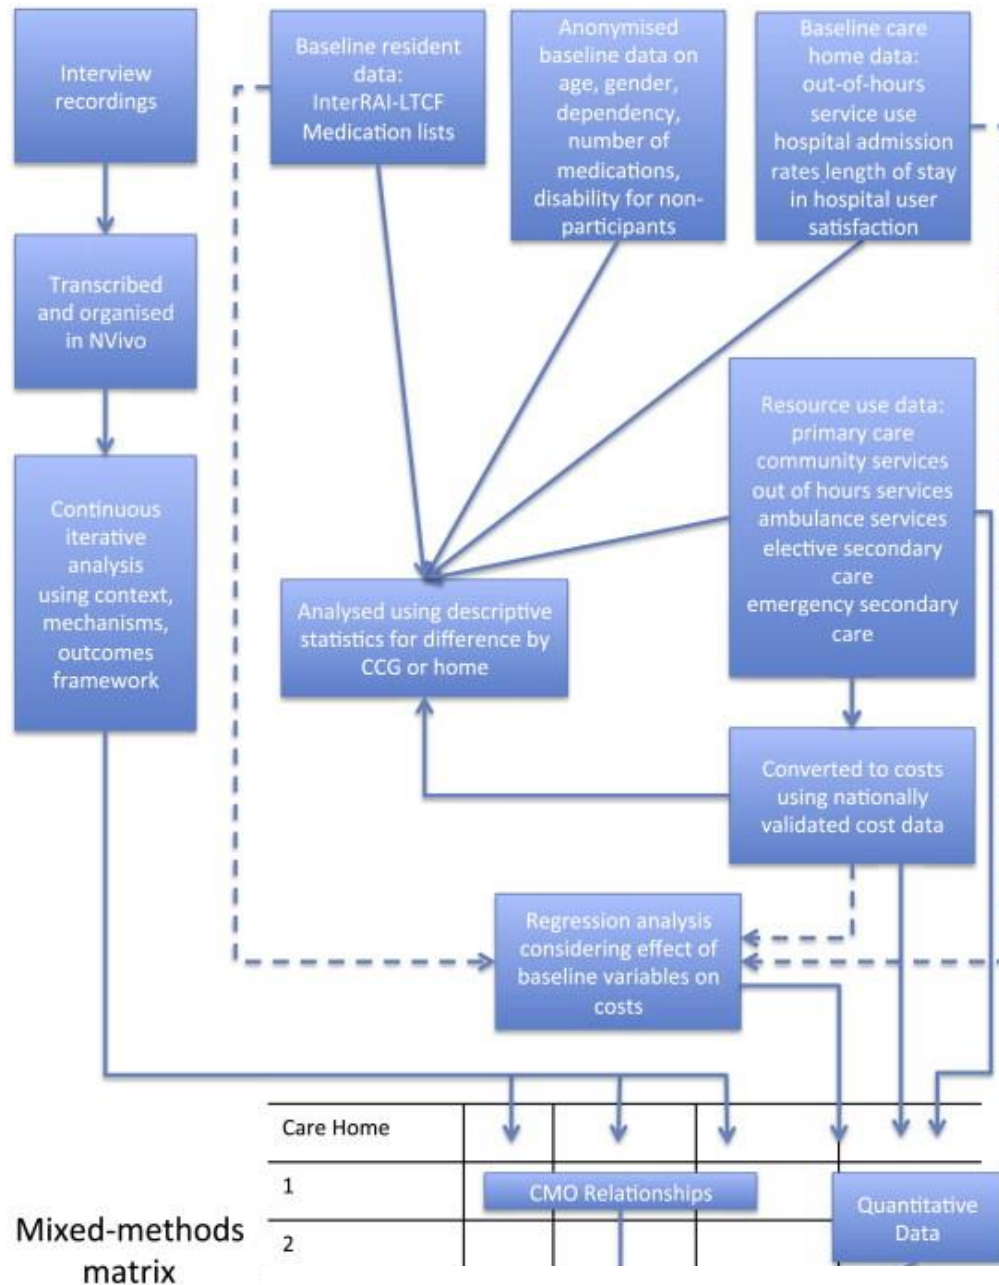 Interview
recordings
Baseline resident
data:
InterRAI-LTCF
Medication lists
Anonymised
baseline data on
age, gender,
dependency,
number of
medications,
disability for non-
participants
Baseline care
home data:
out-of-hours
service use
hospital admission
rates length of stay
in hospital user
satisfaction
Transcribed
and organised
in NVivo
Resource use data:
primary care
community services
out of hours services
ambulance services
elective secondary
care
emergency secondary
care
Continuous
iterative
analysis
using context,
mechanisms,
outcomes
framework
Analysed using descriptive
statistics for difference by
CCG or home
Converted to costs
using nationally
validated cost data
Regression analysis
considering effect of
baseline variables on
costs
Care Home
1
CMO Relationships
Quantitative
Data
2
Mixed-methods
matrix